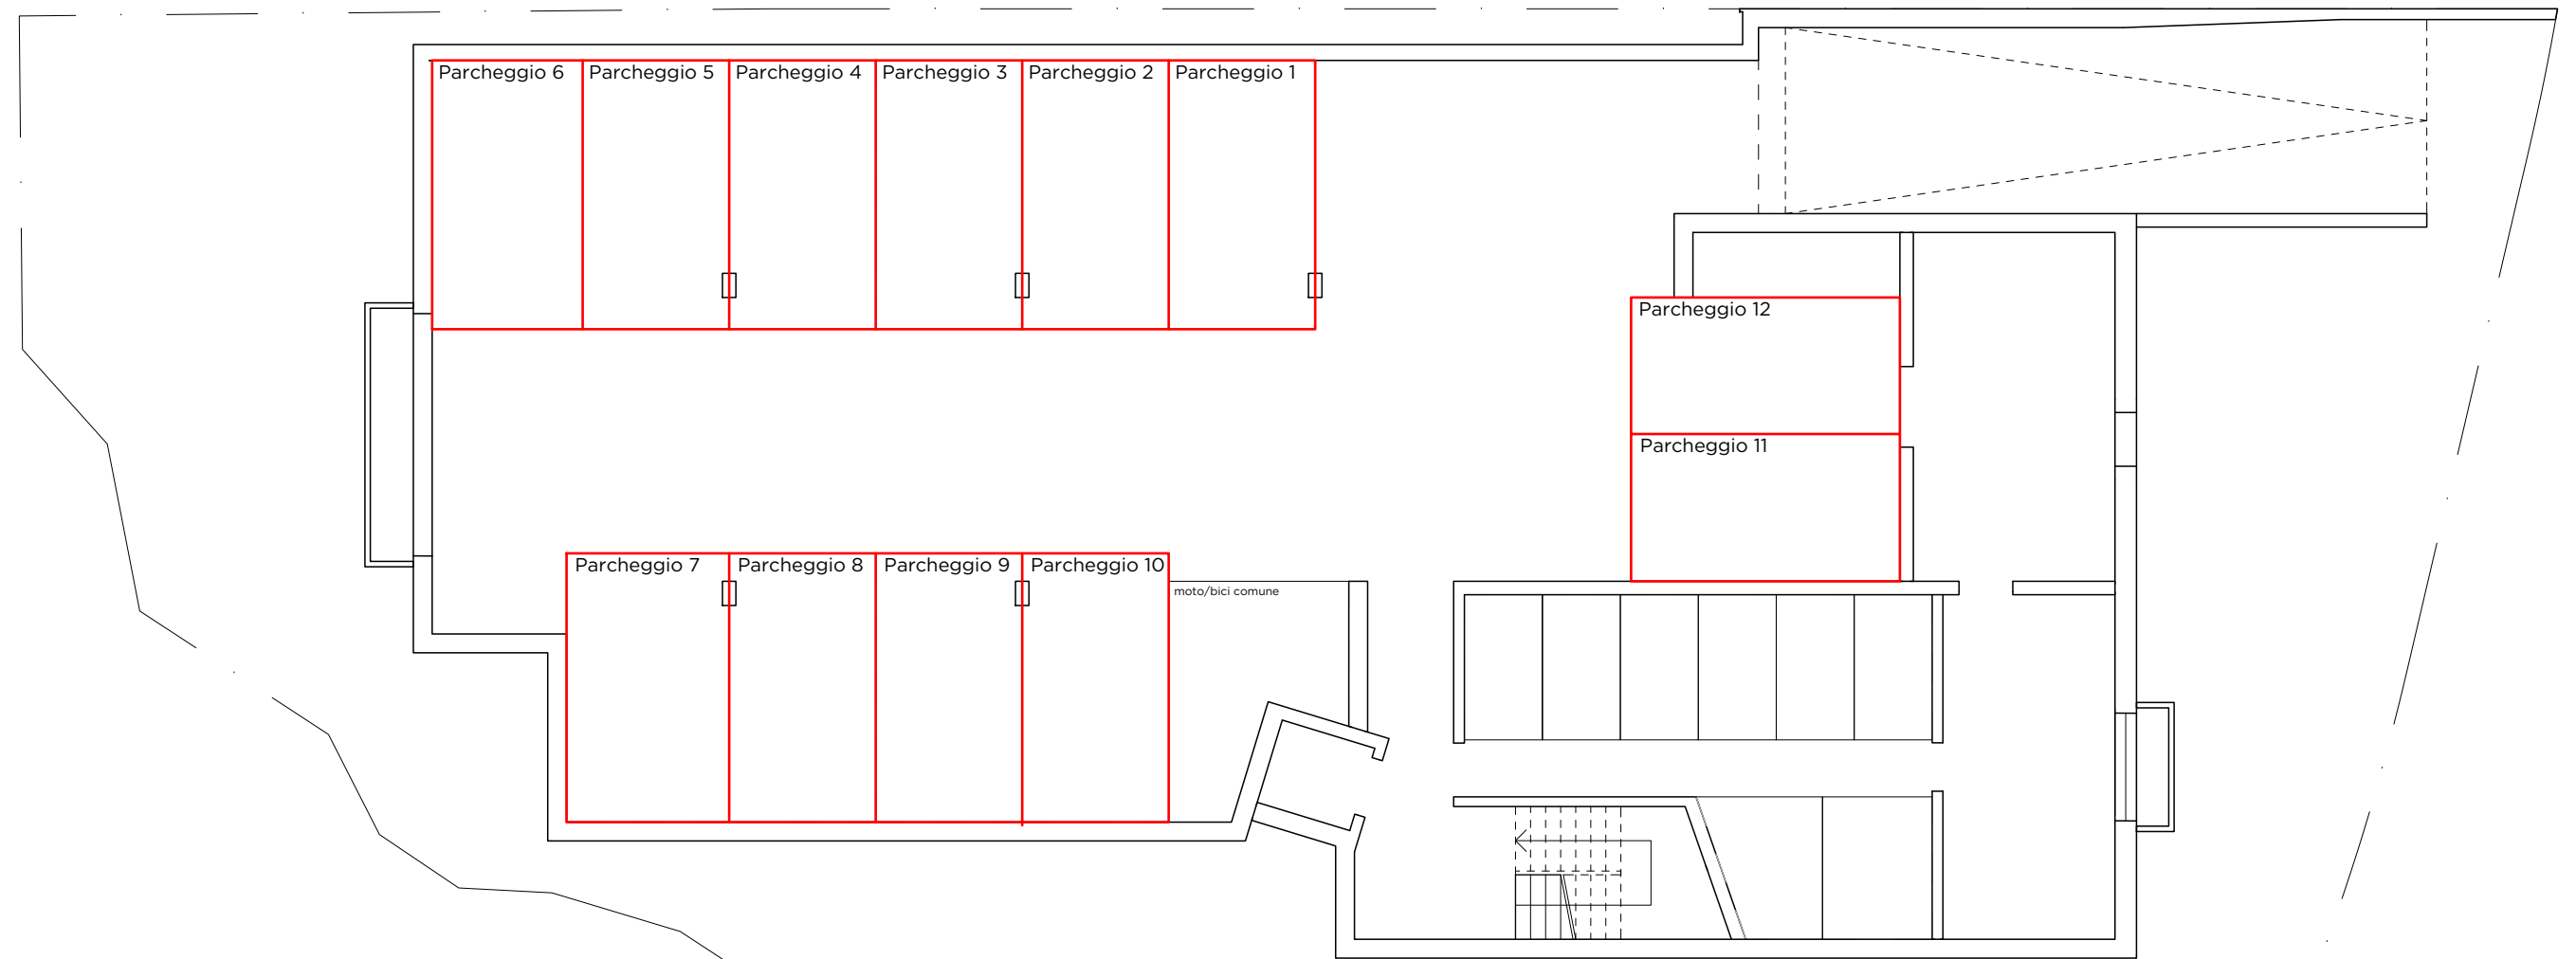 Parcheggio 6
Parcheggio 5
Parcheggio 4
Parcheggio 3
Parcheggio 2
Parcheggio 1
Parcheggio 12
Parcheggio 11
Parcheggio 7
Parcheggio 8
Parcheggio 9
Parcheggio 10
moto/bici comune